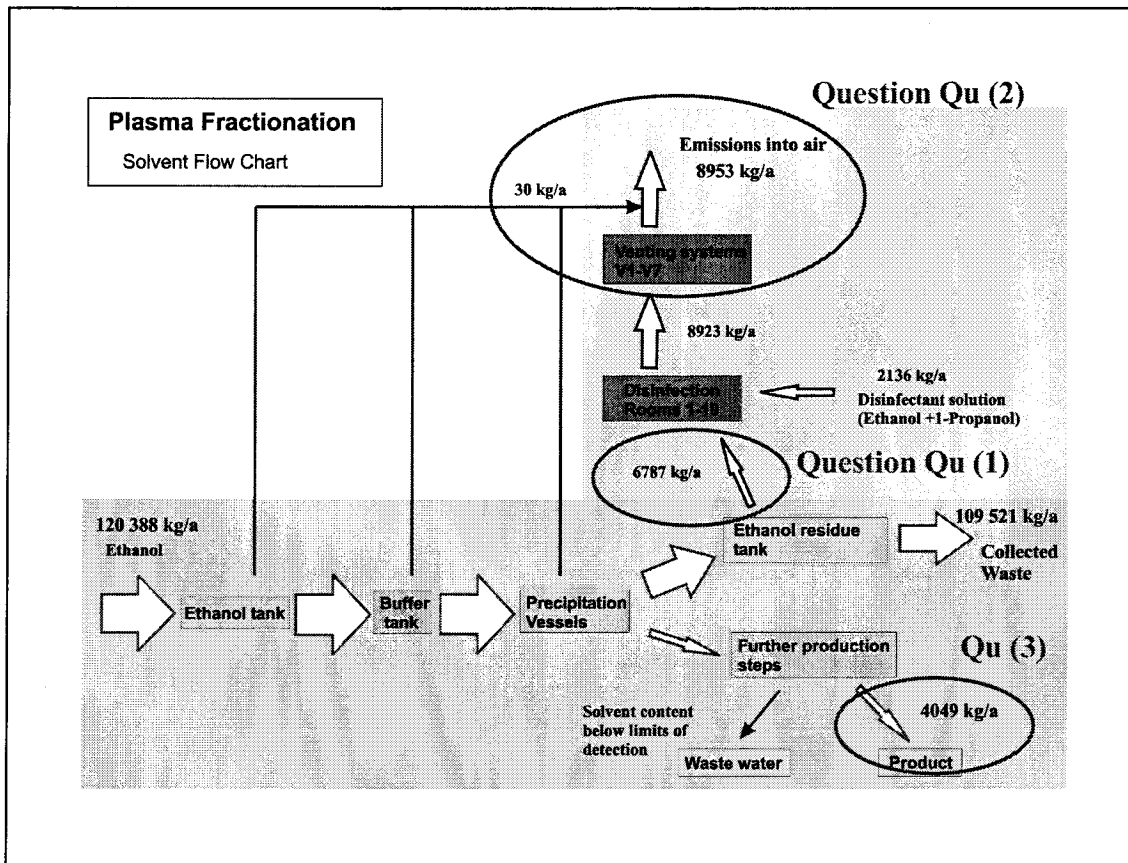 Question Qu (2)
Plasma Fractionation
Solvent Flow Chart
Emissions into air
8953 kg/a
30 kg/a
Venting systems
V1-V7
8923 kg/a
2136 kg/a
Disinfection
Rooms 1-10
Disinfectant solution
(Ethanol +1-Propanol)
6787 kg/a
Question Qu (1)
120 388 kg/a
Ethanol
Ethanol residue
tank
109 521 kg/a
Collected
Waste
Ethanol tank
Buffer
tank
Precipitation
Vessels
Further production
steps
Qu (3)
4049 kg/a
Solvent content
below limits of
detection
Waste water
Product